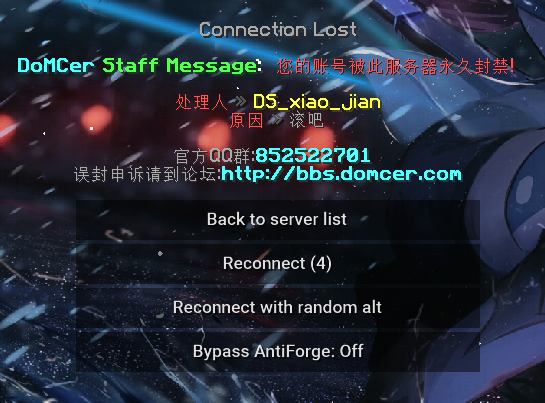 Connection Lost
DoMCer Staff Message: 您的账号被此服务器永久封禁!
处理人 » DS_xiao_jian
原因 » 滚吧
官方QQ群:852522701
误封申诉请到论坛:http://bbs.domcer.com
Back to server list
Reconnect (4)
Reconnect with random alt
Bypass AntiForge: Off